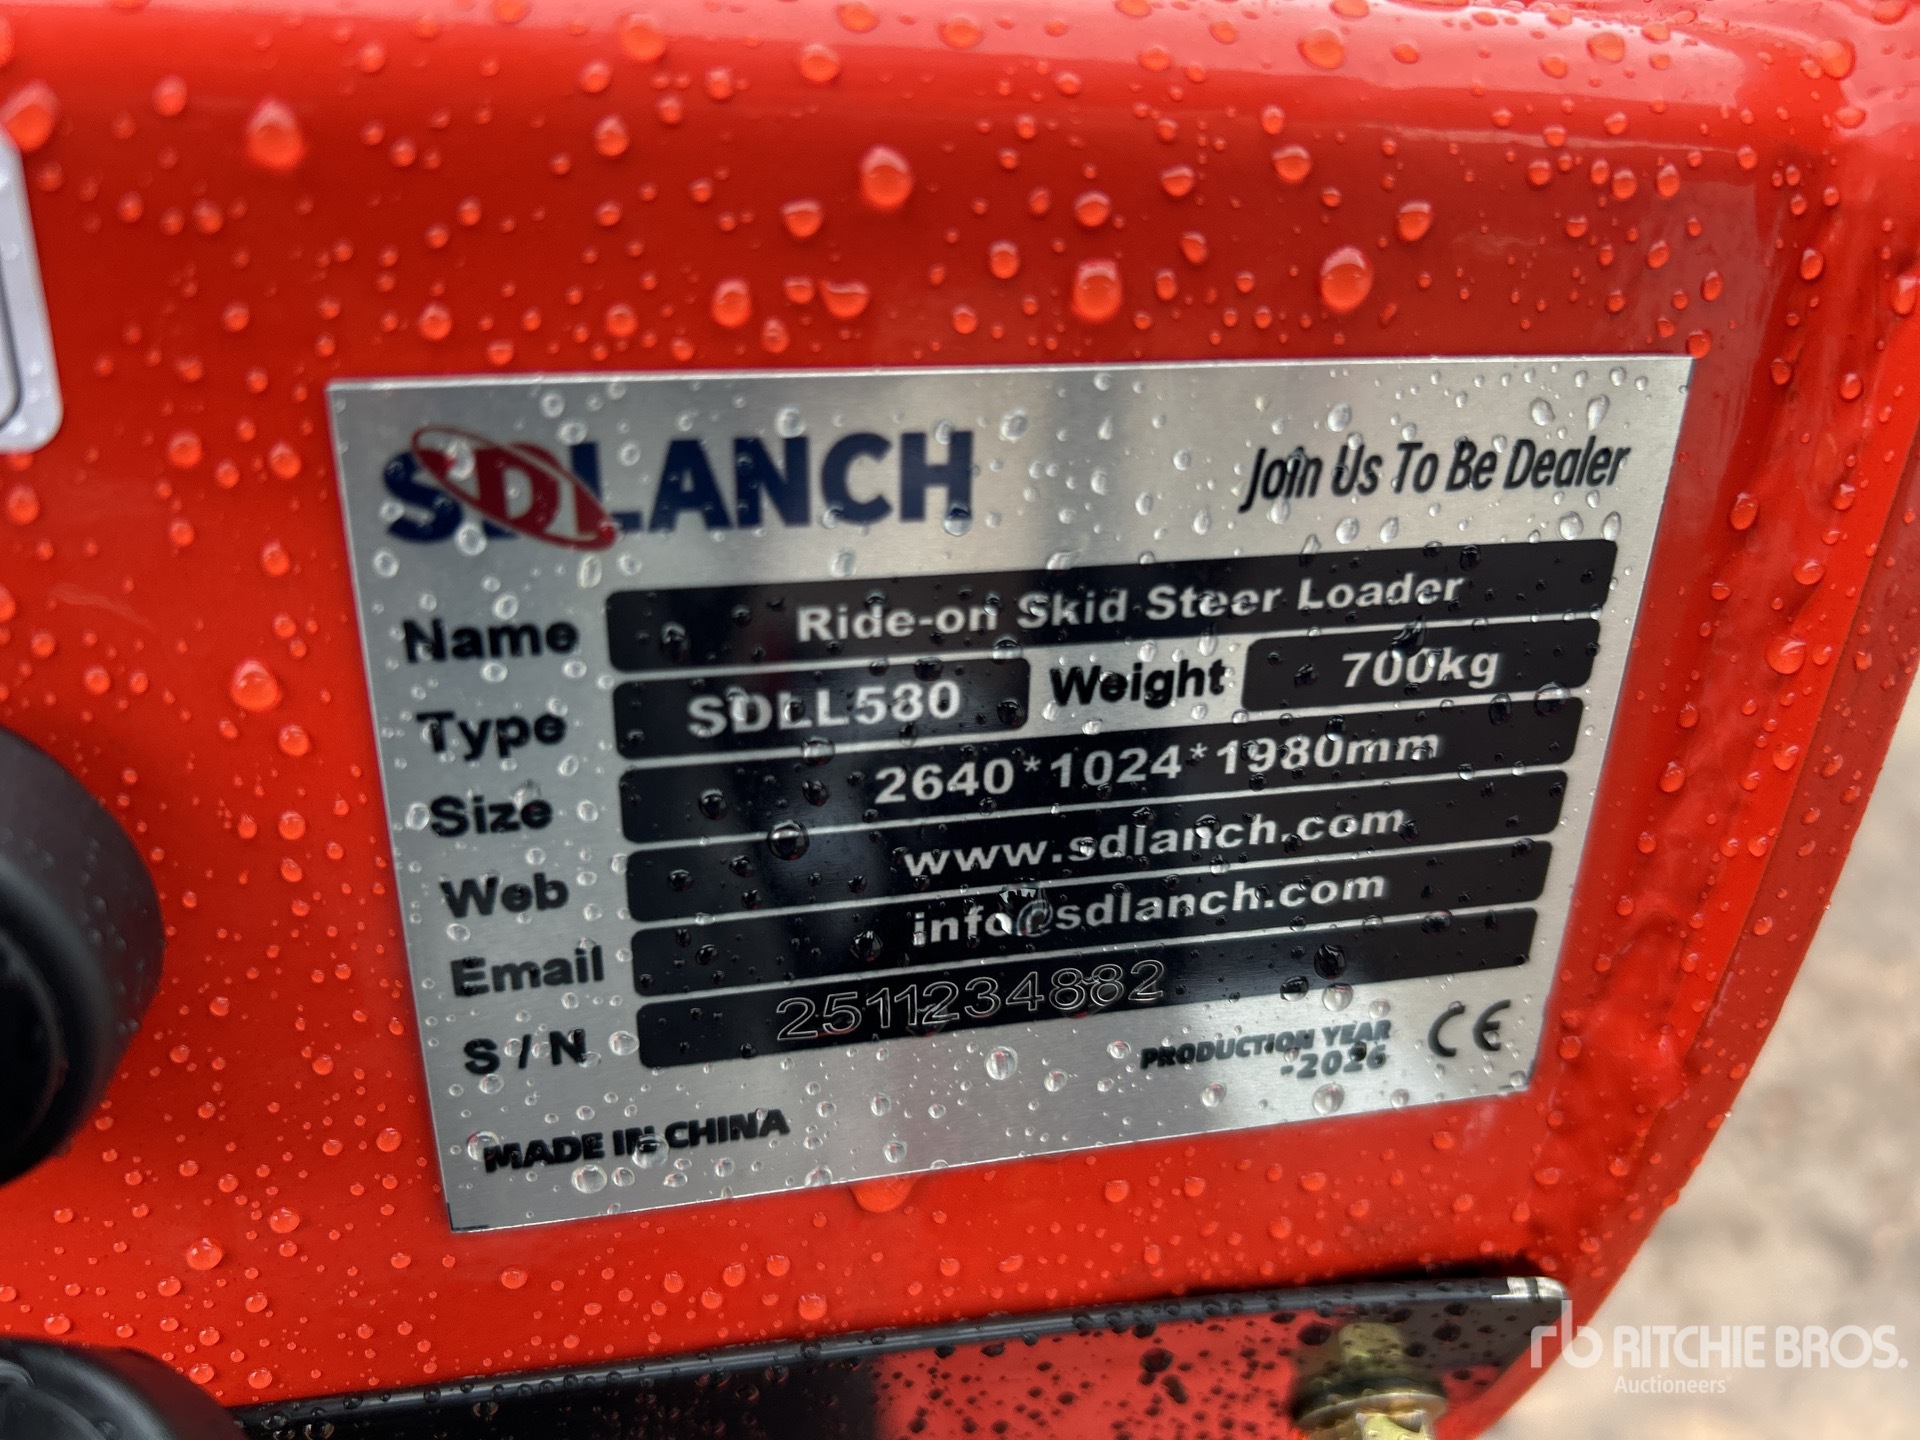 SDLANCH
Join Us To Be Dealer
Name Ride-on Skid Steer Loader
Type SDLL580 Weight 700kg
Size 2640*1024*1980mm
Web www.sdlanch.com
Email info@sdlanch.com
S/N 2511234882
PRODUCTION YEAR
-2026
CE
MADE IN CHINA
rb RITCHIE BROS.
Auctioneers